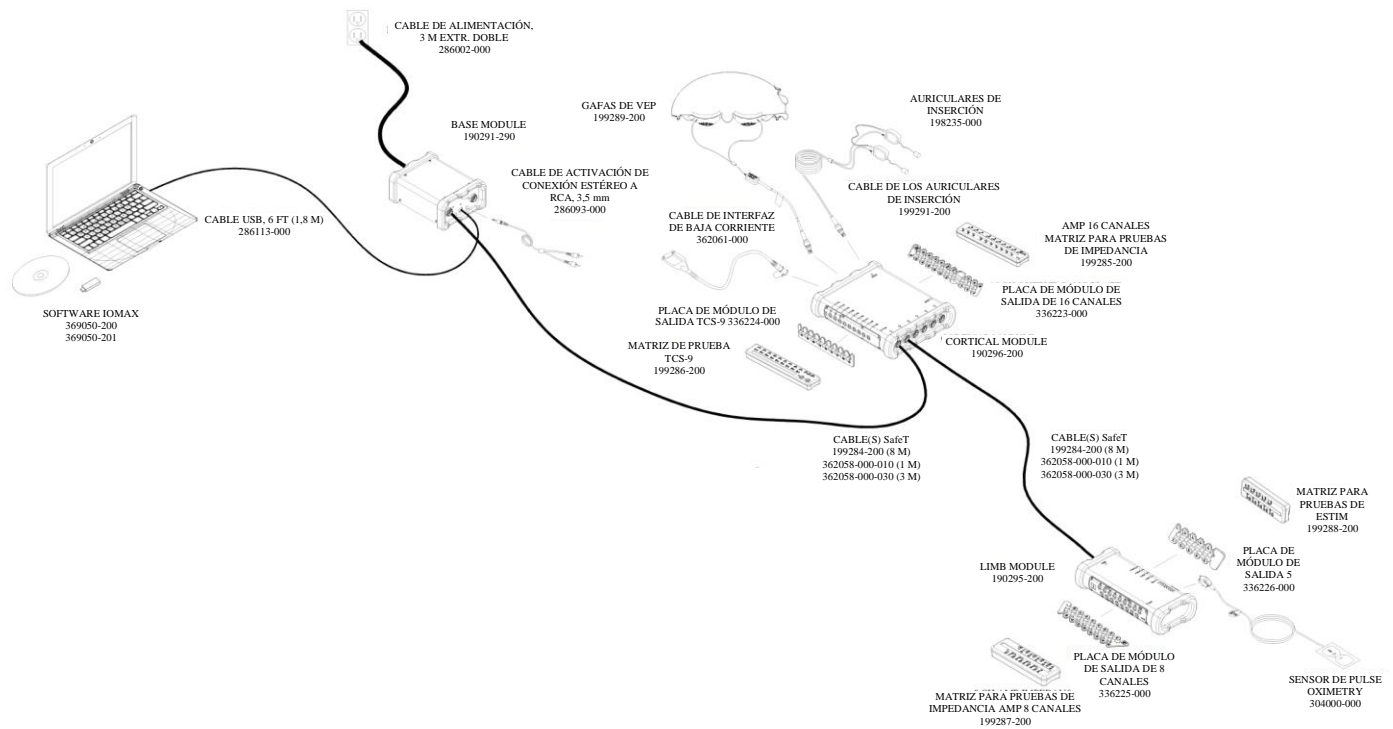 CABLE DE ALIMENTACIÓN,
3 M EXTR. DOBLE
286002-000
GAFAS DE VEP
199289-200
AURICULARES DE
INSERCIÓN
198235-000
BASE MODULE
190291-290
CABLE DE ACTIVACIÓN DE
CONEXIÓN ESTÉREO A
RCA, 3,5 mm
286093-000
CABLE DE LOS AURICULARES
DE INSERCIÓN
199291-200
CABLE USB, 6 FT (1,8 M)
286113-000
CABLE DE INTERFAZ
DE BAJA CORRIENTE
362061-000
AMP 16 CANALES
MATRIZ PARA PRUEBAS
DE IMPEDANCIA
199285-200
PLACA DE MÓDULO DE
SALIDA DE 16 CANALES
336223-000
SOFTWARE IOMAX
369050-200
369050-201
PLACA DE MÓDULO DE
SALIDA TCS-9 336224-000
MATRIZ DE PRUEBA
TCS-9
199286-200
CORTICAL MODULE
190296-200
CABLE(S) SafeT
199284-200 (8 M)
362058-000-010 (1 M)
362058-000-030 (3 M)
CABLE(S) SafeT
199284-200 (8 M)
362058-000-010 (1 M)
362058-000-030 (3 M)
MATRIZ PARA
PRUEBAS DE
ESTIM
199288-200
LIMB MODULE
190295-200
PLACA DE
MÓDULO DE
SALIDA 5
336226-000
PLACA DE MÓDULO
DE SALIDA DE 8
CANALES
336225-000
MATRIZ PARA PRUEBAS DE
IMPEDANCIA AMP 8 CANALES
199287-200
SENSOR DE PULSE
OXIMETRY
304000-000